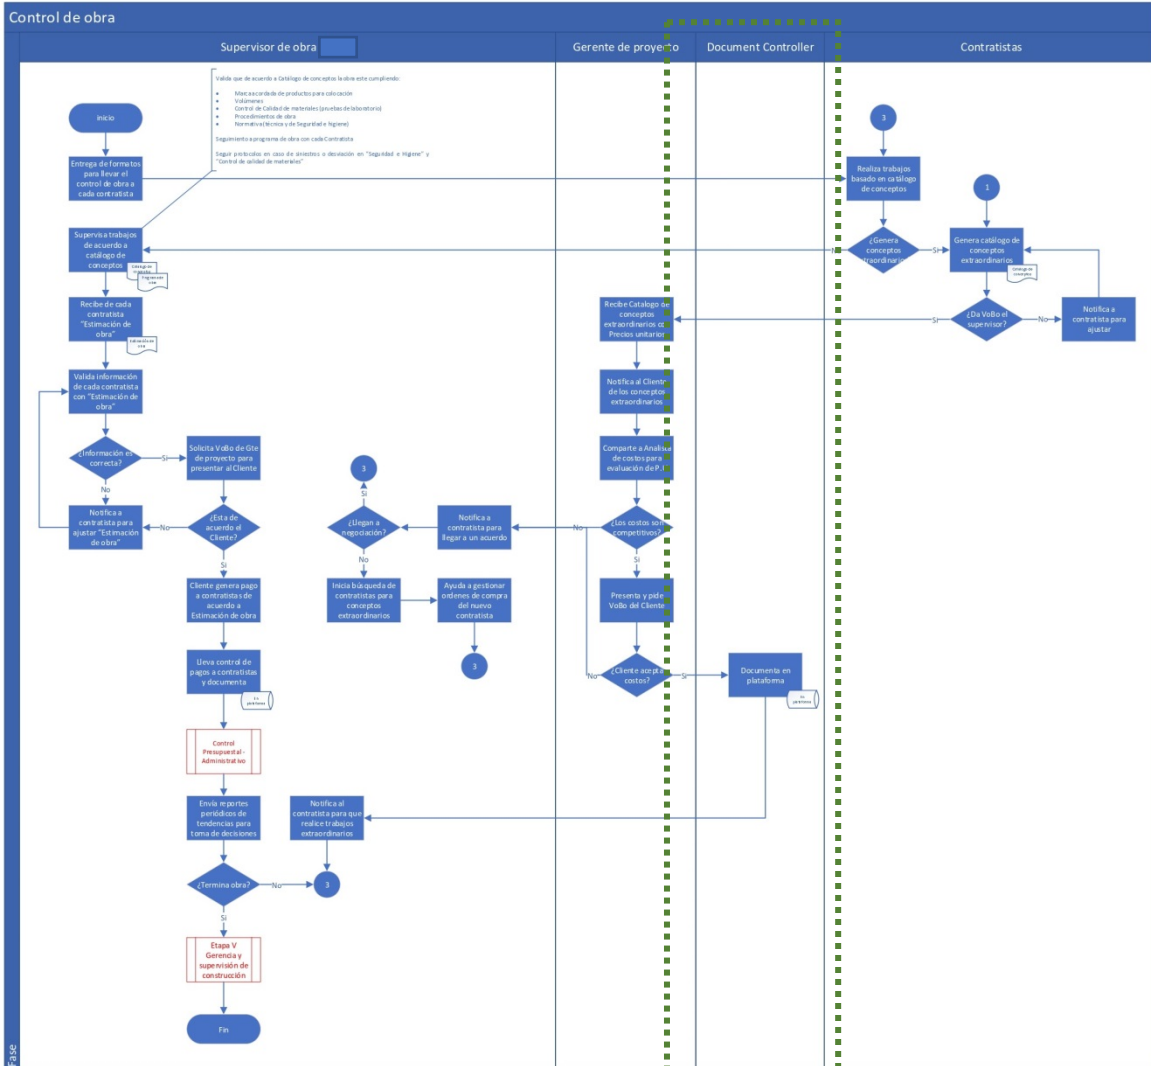 Control de obra
Supervisor de obra
Gerente de proyecto
Document Controller
Contratistas
Valida que de acuerdo a Catálogo de conceptos la obra este cumpliendo:
• Marca acordada de productos para colocación
• Volúmenes
• Control de Calidad de materiales (pruebas de laboratorio)
• Procedimientos de obra
• Normativa (técnica y de Seguridad e higiene)
Seguimiento a programa de obra con cada Contratista
Seguir protocolos en caso de siniestros o desviación en "Seguridad e Higiene" y
"Control de calidad de materiales"
Inicio
Entrega de formatos
para llevar el
control de obra a
cada contratista
3
Realiza trabajos
basado en catálogo
de conceptos
1
Supervisa trabajos
de acuerdo a
catálogo de
conceptos
¿Genera
conceptos
No
Si
Genera catálogo de
conceptos
extraordinarios
Recibe de cada
contratista
"Estimación de
obra"
Recibe Catalogo de
conceptos
extraordinarios con
Precios unitarios
Si
¿Da VoBo el
supervisor?
No
Notifica a
contratista para
ajustar
Valida información
de cada contratista
con "Estimación de
obra"
Notifica al Cliente
de los conceptos
extraordinarios
¿Información es
correcta?
Si
No
Solicita VoBo de Gte
de proyecto para
presentar al Cliente
3
Si
Comparte a Analista
de costos para
evaluación de
Notifica a
contratista para
ajustar "Estimación
de obra"
No
¿Esta de
acuerdo el
Cliente?
Si
¿Llegan a
negociación?
No
Notifica a
contratista para
llegar a un acuerdo
No
¿Los costos son
competitivos?
Si
Cliente genera pago
a contratistas de
acuerdo a
Estimación de obra
Inicia búsqueda de
contratistas para
conceptos
extraordinarios
Ayuda a gestionar
ordenes de compra
del nuevo
contratista
Presenta y pide
VoBo del Cliente
Lleva control de
pagos a contratistas
y documenta
3
No
¿Cliente acepta
costos?
Si
Documenta en
plataforma
Control
Presupuestal -
Administrativo
Envía reportes
periódicos de
tendencias para
toma de decisiones
Notifica al
contratista para que
realice trabajos
extraordinarios
¿Termina obra?
No
3
Si
Etapa V
Gerencia y
supervisión de
construcción
Fin
Fase